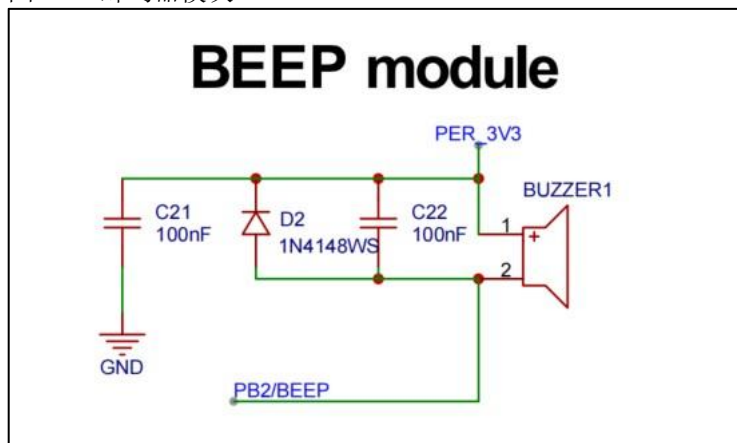 BEEP module
PER_3V3
BUZZER1
C21
100nF
D2
1N4148WS
C22
100nF
1
+
2
GND
PB2/BEEP